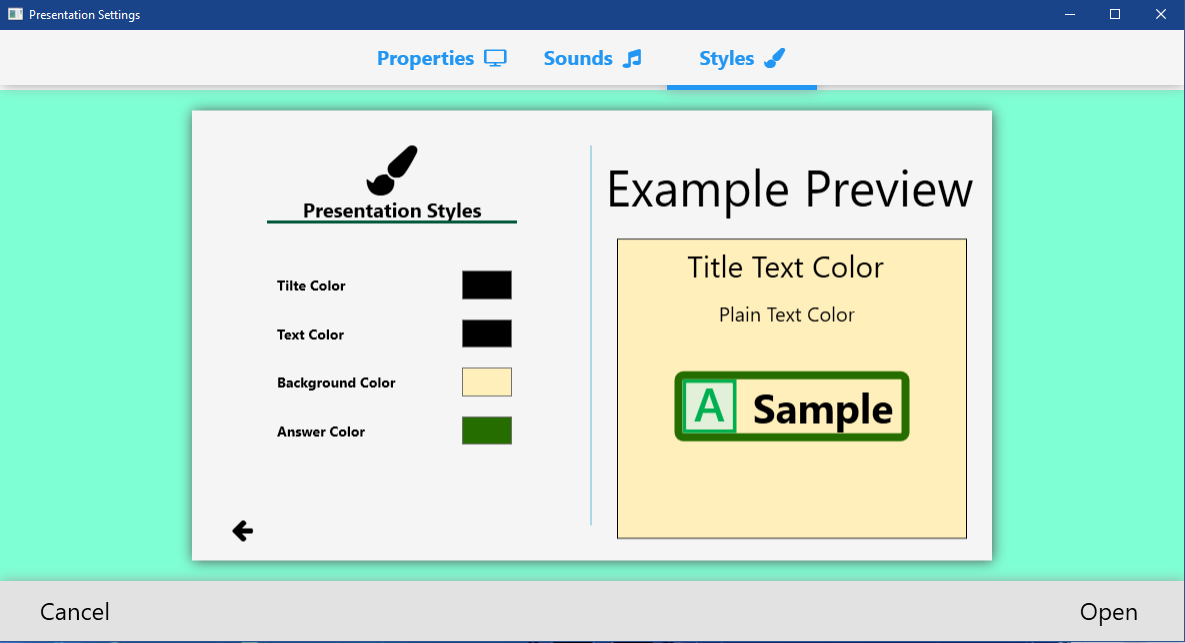 Presentation Settings
Properties
Sounds
Styles
Presentation Styles
Tilte Color
Text Color
Background Color
Answer Color
Example Preview
Title Text Color
Plain Text Color
A Sample
Cancel
Open